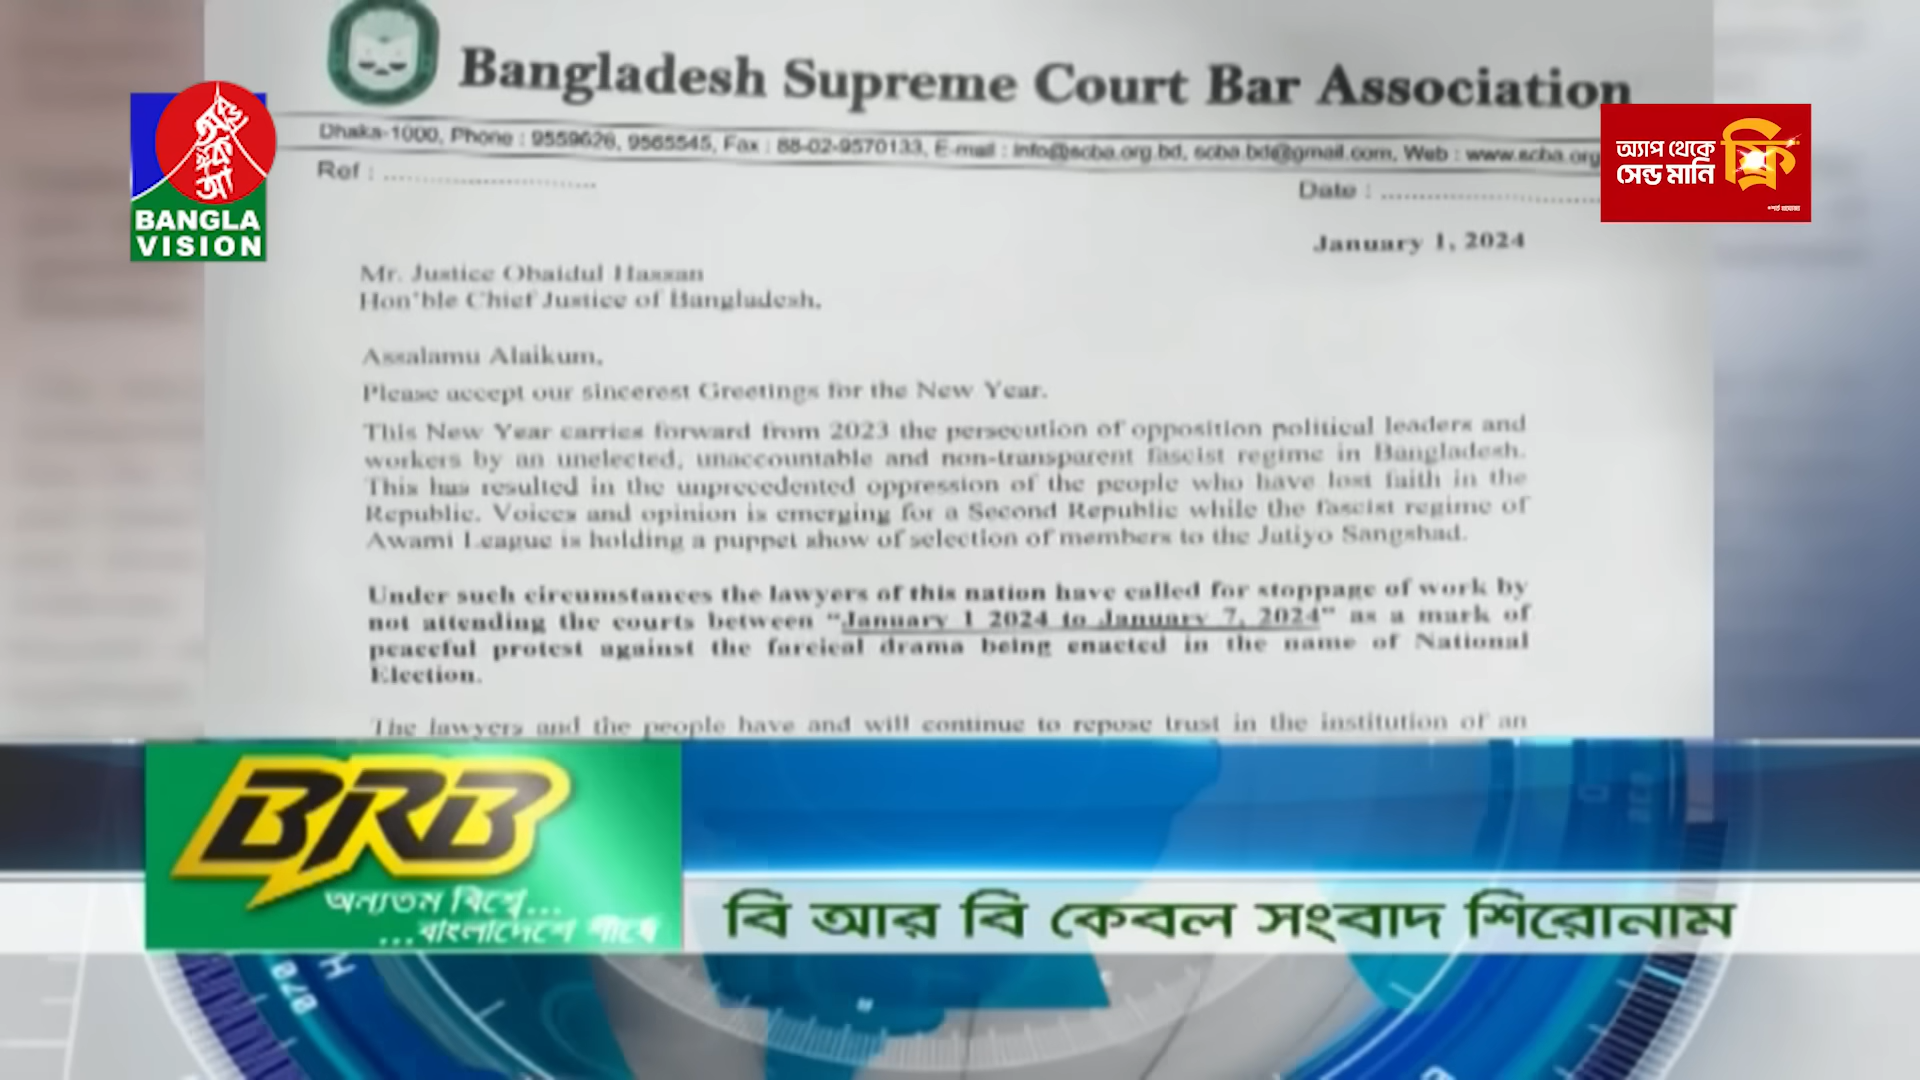 Bangladesh Supreme Court Bar Association
Dhaka-1000, Phone : 9559626, 9565545, Fax : 88-02-9570133, E-mail : info@scba.org.bd, scba.bd@gmail.com, Web : www.scba.org
Ref :
Date :
January 1, 2024
Mr. Justice Obaidul Hassan
Hon'ble Chief Justice of Bangladesh,
Assalamu Alaikum,
Please accept our sincerest Greetings for the New Year.
This New Year carries forward from 2023 the persecution of opposition political leaders and
workers by an unelected, unaccountable and non-transparent fascist regime in Bangladesh.
This has resulted in the unprecedented oppression of the people who have lost faith in the
Republic. Voices and opinion is emerging for a Second Republic while the fascist regime of
Awami League is holding a puppet show of selection of members to the Jatiyo Sangshad.
Under such circumstances the lawyers of this nation have called for stoppage of work by
not attending the courts between "January 1 2024 to January 7, 2024" as a mark of
peaceful protest against the farcical drama being enacted in the name of National
Election.
The lawyers and the people have and will continue to repose trust in the institution of an
BANGLA
VISION
অ্যাপ থেকে
সেন্ড মানি ফ্রি
BRB
অন্যতম বিশ্বে...
...বাংলাদেশে শীর্ষে
বি আর বি কেবল সংবাদ শিরোনাম